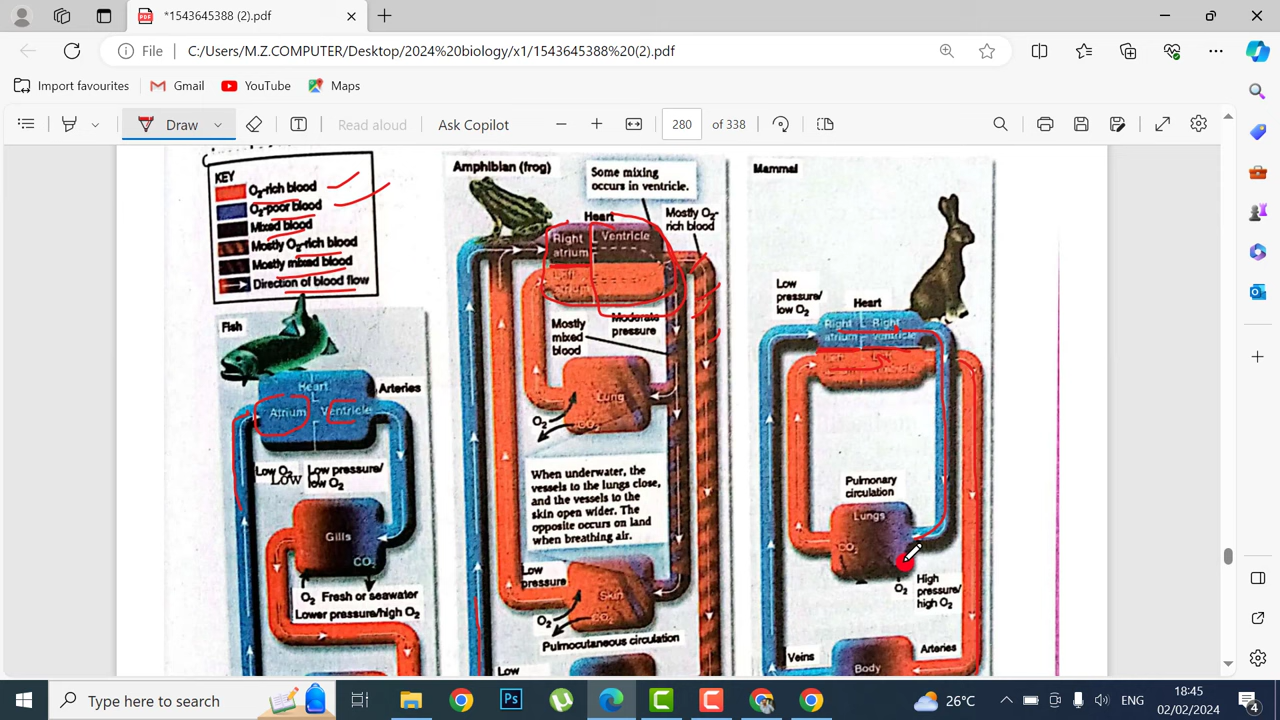 *1543645388 (2).pdf
File
C:/Users/M.Z.COMPUTER/Desktop/2024%20biology/x1/1543645388%20(2).pdf
Import favourites
Gmail
YouTube
Maps
Draw
Read aloud
Ask Copilot
280
of 338
KEY
O2-rich blood
O2-poor blood
Mixed blood
Mostly O2-rich blood
Mostly mixed blood
Direction of blood flow
Fish
Heart
Arteries
Atrium
Ventricle
Low O2
Low
Low pressure/
low O2
Gills
CO2
O2
Fresh or seawater
Lower pressure/high O2
Amphibian (frog)
Some mixing
occurs in ventricle.
Mostly O2-
rich blood
Heart
Right
atrium
Ventricle
Left
atrium
Moderate
pressure
Mostly
mixed
blood
Lung
O2
CO2
When underwater, the
vessels to the lungs close,
and the vessels to the
skin open wider. The
opposite occurs on land
when breathing air.
Low
pressure
Skin
O2
CO2
Pulmocutaneous circulation
Low
Mammal
Low
pressure/
low O2
Heart
Right
atrium
Right
ventricle
Pulmonary
circulation
Lungs
CO2
O2
High
pressure/
high O2
Veins
Arteries
Body
Type here to search
Ps
26°C
ENG
18:45
02/02/2024
4